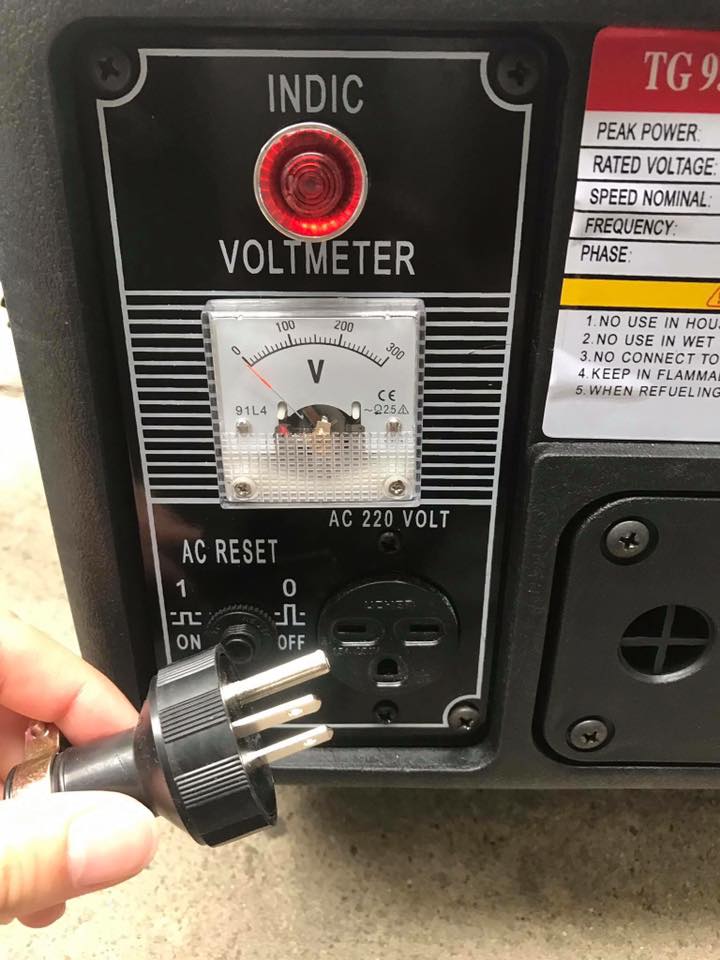 INDIC
VOLTMETER
0 100 200 300
V
91L4
CE
~ 2.5
AC 220 VOLT
AC RESET
1 0
ON OFF
TG 9
PEAK POWER:
RATED VOLTAGE:
SPEED NOMINAL:
FREQUENCY:
PHASE:
1.NO USE IN HOU
2.NO USE IN WET
3.NO CONNECT TO
4.KEEP IN FLAMMA
5.WHEN REFUELING